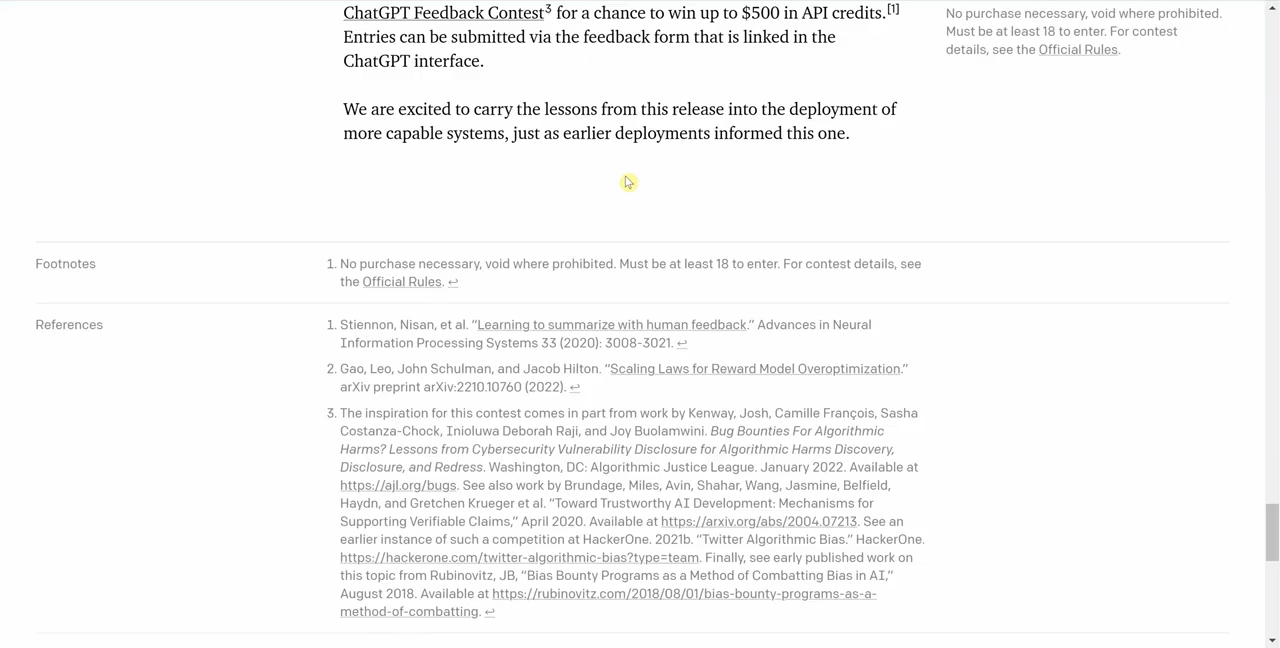 ChatGPT Feedback Contest3 for a chance to win up to $500 in API credits.[1]
Entries can be submitted via the feedback form that is linked in the
ChatGPT interface.
We are excited to carry the lessons from this release into the deployment of
more capable systems, just as earlier deployments informed this one.
No purchase necessary, void where prohibited.
Must be at least 18 to enter. For contest
details, see the Official Rules.
Footnotes
1. No purchase necessary, void where prohibited. Must be at least 18 to enter. For contest details, see
the Official Rules. ↩
References
1. Stiennon, Nisan, et al. “Learning to summarize with human feedback.” Advances in Neural
Information Processing Systems 33 (2020): 3008-3021. ↩
2. Gao, Leo, John Schulman, and Jacob Hilton. “Scaling Laws for Reward Model Overoptimization.”
arXiv preprint arXiv:2210.10760 (2022). ↩
3. The inspiration for this contest comes in part from work by Kenway, Josh, Camille François, Sasha
Costanza-Chock, Inioluwa Deborah Raji, and Joy Buolamwini. Bug Bounties For Algorithmic
Harms? Lessons from Cybersecurity Vulnerability Disclosure for Algorithmic Harms Discovery,
Disclosure, and Redress. Washington, DC: Algorithmic Justice League. January 2022. Available at
https://ajl.org/bugs. See also work by Brundage, Miles, Avin, Shahar, Wang, Jasmine, Belfield,
Haydn, and Gretchen Krueger et al. “Toward Trustworthy AI Development: Mechanisms for
Supporting Verifiable Claims,” April 2020. Available at https://arxiv.org/abs/2004.07213. See an
earlier instance of such a competition at HackerOne. 2021b. “Twitter Algorithmic Bias.” HackerOne.
https://hackerone.com/twitter-algorithmic-bias?type=team. Finally, see early published work on
this topic from Rubinovitz, JB, “Bias Bounty Programs as a Method of Combatting Bias in AI,”
August 2018. Available at https://rubinovitz.com/2018/08/01/bias-bounty-programs-as-a-
method-of-combatting. ↩